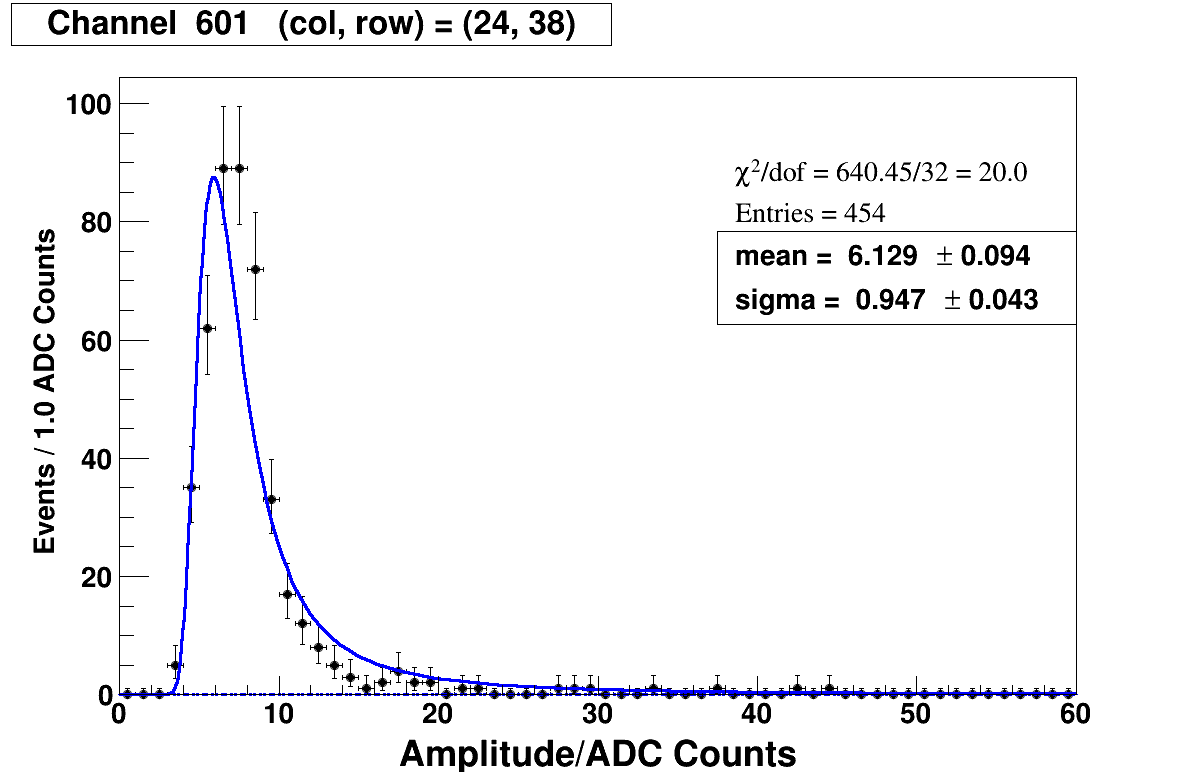 Channel 601 (col, row) = (24, 38)
χ²/dof = 640.45/32 = 20.0
Entries = 454
mean = 6.129 ± 0.094
sigma = 0.947 ± 0.043
Events / 1.0 ADC Counts
100
80
60
40
20
0
0 10 20 30 40 50 60
Amplitude/ADC Counts